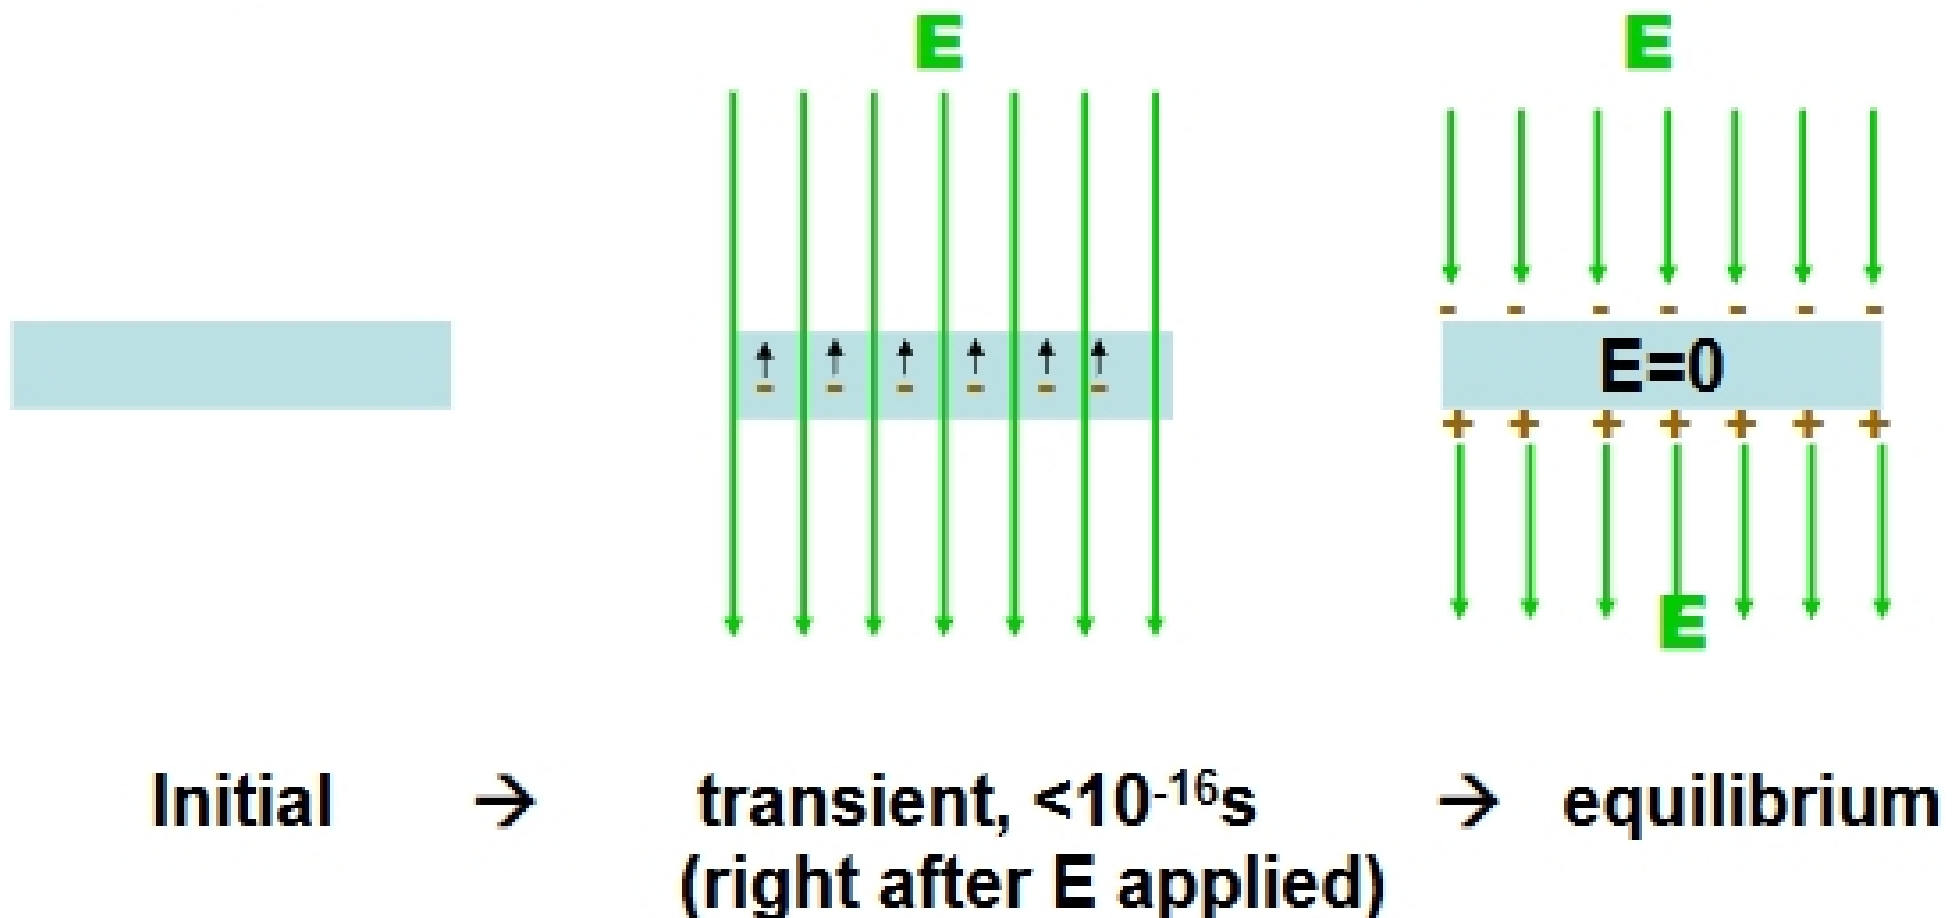 E
E
- - - - - -
- - - - - - -
E=0
+ + + + + + +
E
Initial → transient, <10⁻¹⁶s → equilibrium
(right after E applied)